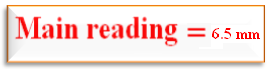 Main reading = 6.5 mm